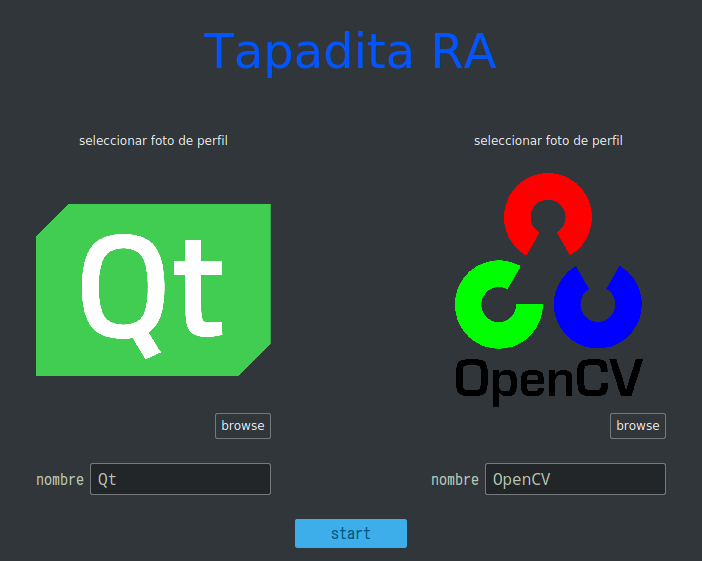 Tapadita RA
seleccionar foto de perfil
seleccionar foto de perfil
Qt
OpenCV
browse
browse
nombre Qt
nombre OpenCV
start